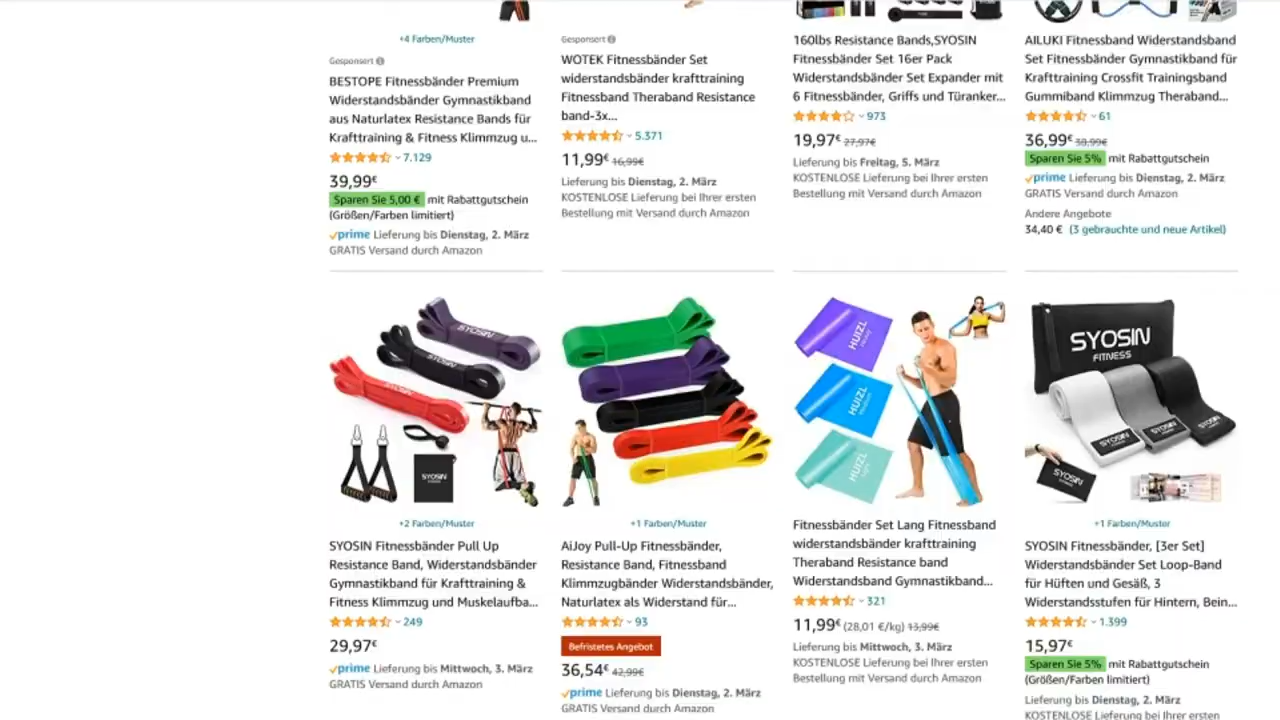 +4 Farben/Muster
Gesponsert
BESTOPE Fitnessbänder Premium
Widerstandsbänder Gymnastikband
aus Naturlatex Resistance Bands für
Krafttraining & Fitness Klimmzug u...
7.129
39,99€
Sparen Sie 5,00 € mit Rabattgutschein
(Größen/Farben limitiert)
prime Lieferung bis Dienstag, 2. März
GRATIS Versand durch Amazon
Gesponsert
WOTEK Fitnessbänder Set
widerstandsbänder krafttraining
Fitnessband Theraband Resistance
band-3x...
5.371
11,99€ 16,99€
Lieferung bis Dienstag, 2. März
KOSTENLOSE Lieferung bei Ihrer ersten
Bestellung mit Versand durch Amazon
160lbs Resistance Bands,SYOSIN
Fitnessbänder Set 16er Pack
Widerstandsbänder Set Expander mit
6 Fitnessbänder, Griffs und Türanker...
973
19,97€ 27,97€
Lieferung bis Freitag, 5. März
KOSTENLOSE Lieferung bei Ihrer ersten
Bestellung mit Versand durch Amazon
AILUKI Fitnessband Widerstandsband
Set Fitnessbänder Gymnastikband für
Krafttraining Crossfit Trainingsband
Gummiband Klimmzug Theraband...
61
36,99€ 38,99€
Sparen Sie 5% mit Rabattgutschein
prime Lieferung bis Dienstag, 2. März
GRATIS Versand durch Amazon
Andere Angebote
34,40 € (3 gebrauchte und neue Artikel)
SYOSIN
SYOSIN
SYOSIN
SYOSIN
+2 Farben/Muster
SYOSIN Fitnessbänder Pull Up
Resistance Band, Widerstandsbänder
Gymnastikband für Krafttraining &
Fitness Klimmzug und Muskelaufba...
249
29,97€
prime Lieferung bis Mittwoch, 3. März
GRATIS Versand durch Amazon
+1 Farben/Muster
AiJoy Pull-Up Fitnessbänder,
Resistance Band, Fitnessband
Klimmzugbänder Widerstandsbänder,
Naturlatex als Widerstand für...
93
Befristetes Angebot
36,54€ 42,99€
prime Lieferung bis Dienstag, 2. März
GRATIS Versand durch Amazon
HUIZL
HUIZL
HUIZL
Fitnessbänder Set Lang Fitnessband
widerstandsbänder krafttraining
Theraband Resistance band
Widerstandsband Gymnastikband...
321
11,99€ (28,01 €/kg) 13,99€
Lieferung bis Mittwoch, 3. März
KOSTENLOSE Lieferung bei Ihrer ersten
Bestellung mit Versand durch Amazon
SYOSIN
FITNESS
SYOSIN
SYOSIN
SYOSIN
SYOSIN
+1 Farben/Muster
SYOSIN Fitnessbänder, [3er Set]
Widerstandsbänder Set Loop-Band
für Hüften und Gesäß, 3
Widerstandsstufen für Hintern, Bein...
1.399
15,97€
Sparen Sie 5% mit Rabattgutschein
(Größen/Farben limitiert)
Lieferung bis Dienstag, 2. März
KOSTENLOSE Lieferung bei Ihrer ersten